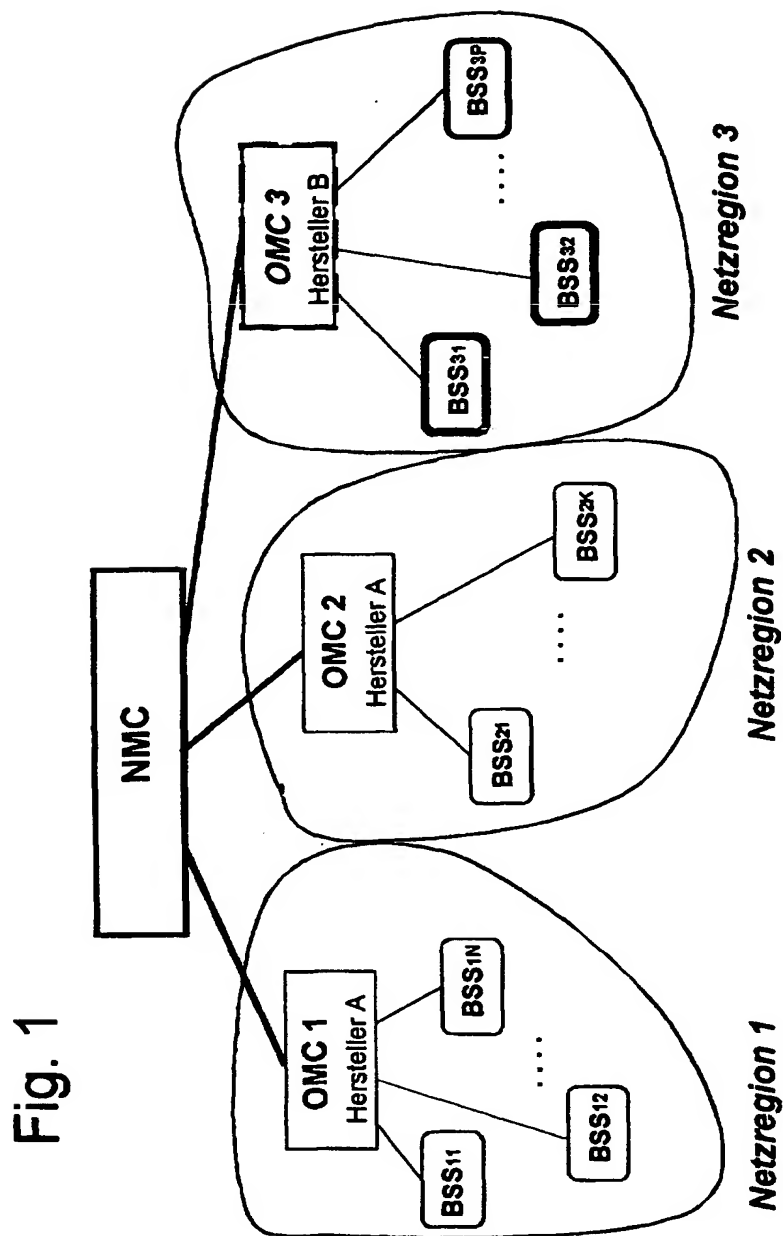 Fig. 1
NMC
OMC 1
Hersteller A
BSS11
BSS12
....
BSS1N
Netzregion 1
OMC 2
Hersteller A
BSS21
....
BSS2K
Netzregion 2
OMC 3
Hersteller B
BSS31
BSS32
....
BSS3P
Netzregion 3